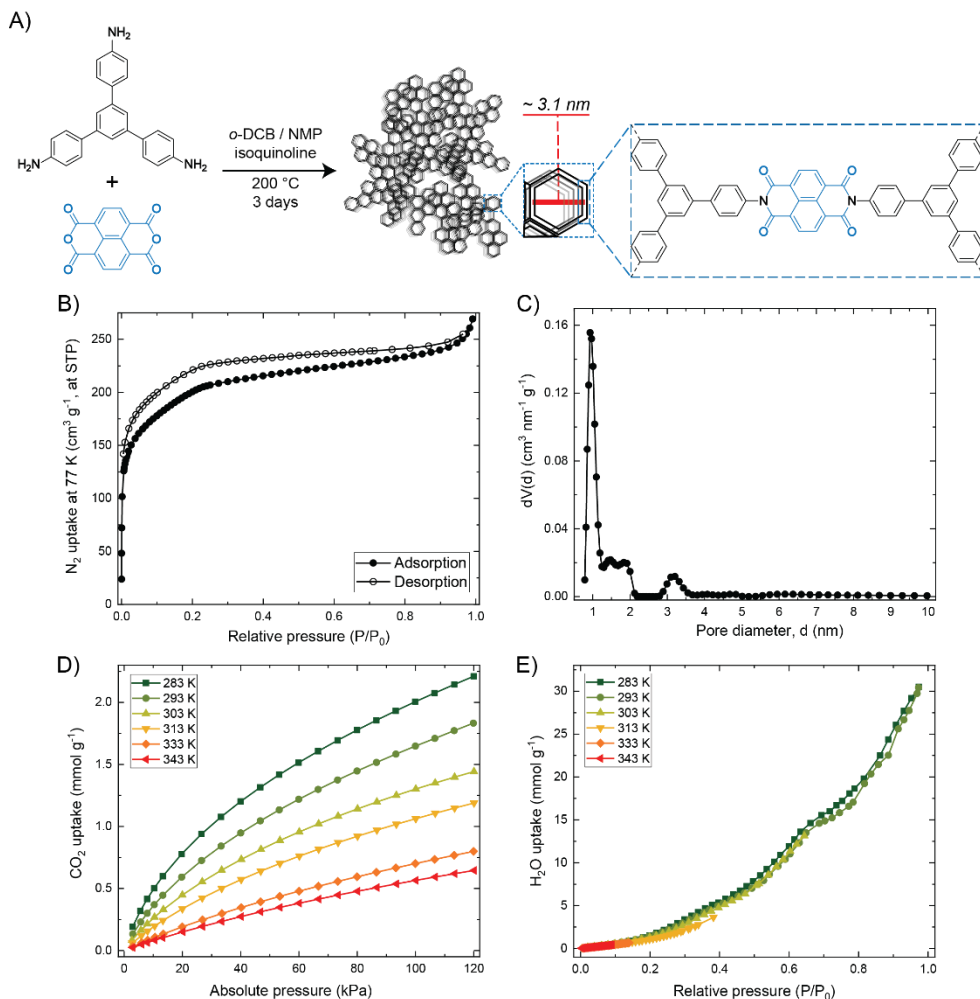 A)
NH₂
H₂N
NH₂
+
O O
O O
O O
o-DCB / NMP
isoquinoline
200 °C
3 days
~ 3.1 nm
O O
N N
O O
B)
N₂ uptake at 77 K (cm³ g⁻¹, at STP)
250
200
150
100
50
0
0.0 0.2 0.4 0.6 0.8 1.0
Relative pressure (P/P₀)
Adsorption
Desorption
C)
dV(d) (cm³ nm⁻¹ g⁻¹)
0.16
0.12
0.08
0.04
0.00
1 2 3 4 5 6 7 8 9 10
Pore diameter, d (nm)
D)
CO₂ uptake (mmol g⁻¹)
2.0
1.5
1.0
0.5
0.0
0 20 40 60 80 100 120
Absolute pressure (kPa)
283 K
293 K
303 K
313 K
333 K
343 K
E)
H₂O uptake (mmol g⁻¹)
30
25
20
15
10
5
0
0.0 0.2 0.4 0.6 0.8 1.0
Relative pressure (P/P₀)
283 K
293 K
303 K
313 K
333 K
343 K